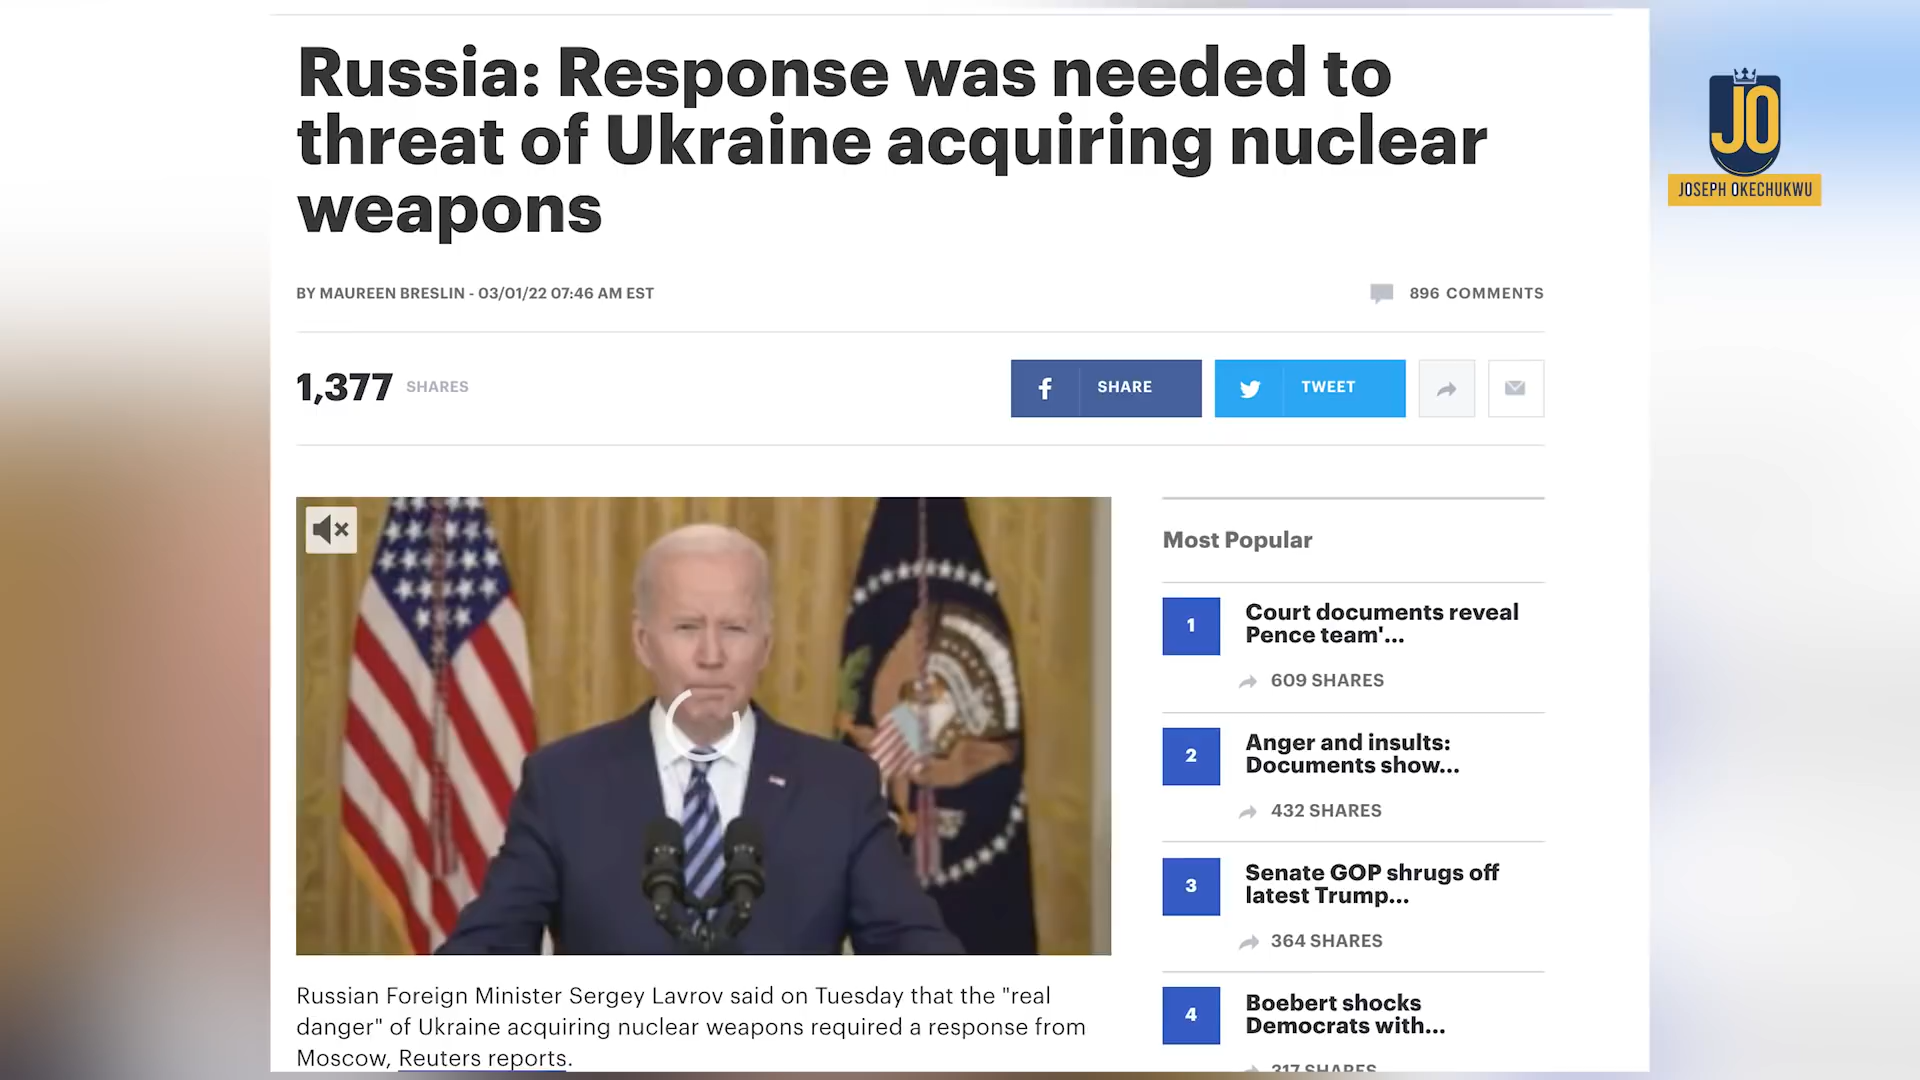 Russia: Response was needed to
threat of Ukraine acquiring nuclear
weapons
JO
JOSEPH OKECHUKWU
BY MAUREEN BRESLIN - 03/01/22 07:46 AM EST
896 COMMENTS
1,377 SHARES
SHARE
TWEET
Most Popular
1
Court documents reveal
Pence team'...
609 SHARES
2
Anger and insults:
Documents show...
432 SHARES
3
Senate GOP shrugs off
latest Trump...
364 SHARES
4
Boebert shocks
Democrats with...
317 SHARES
Russian Foreign Minister Sergey Lavrov said on Tuesday that the "real
danger" of Ukraine acquiring nuclear weapons required a response from
Moscow, Reuters reports.